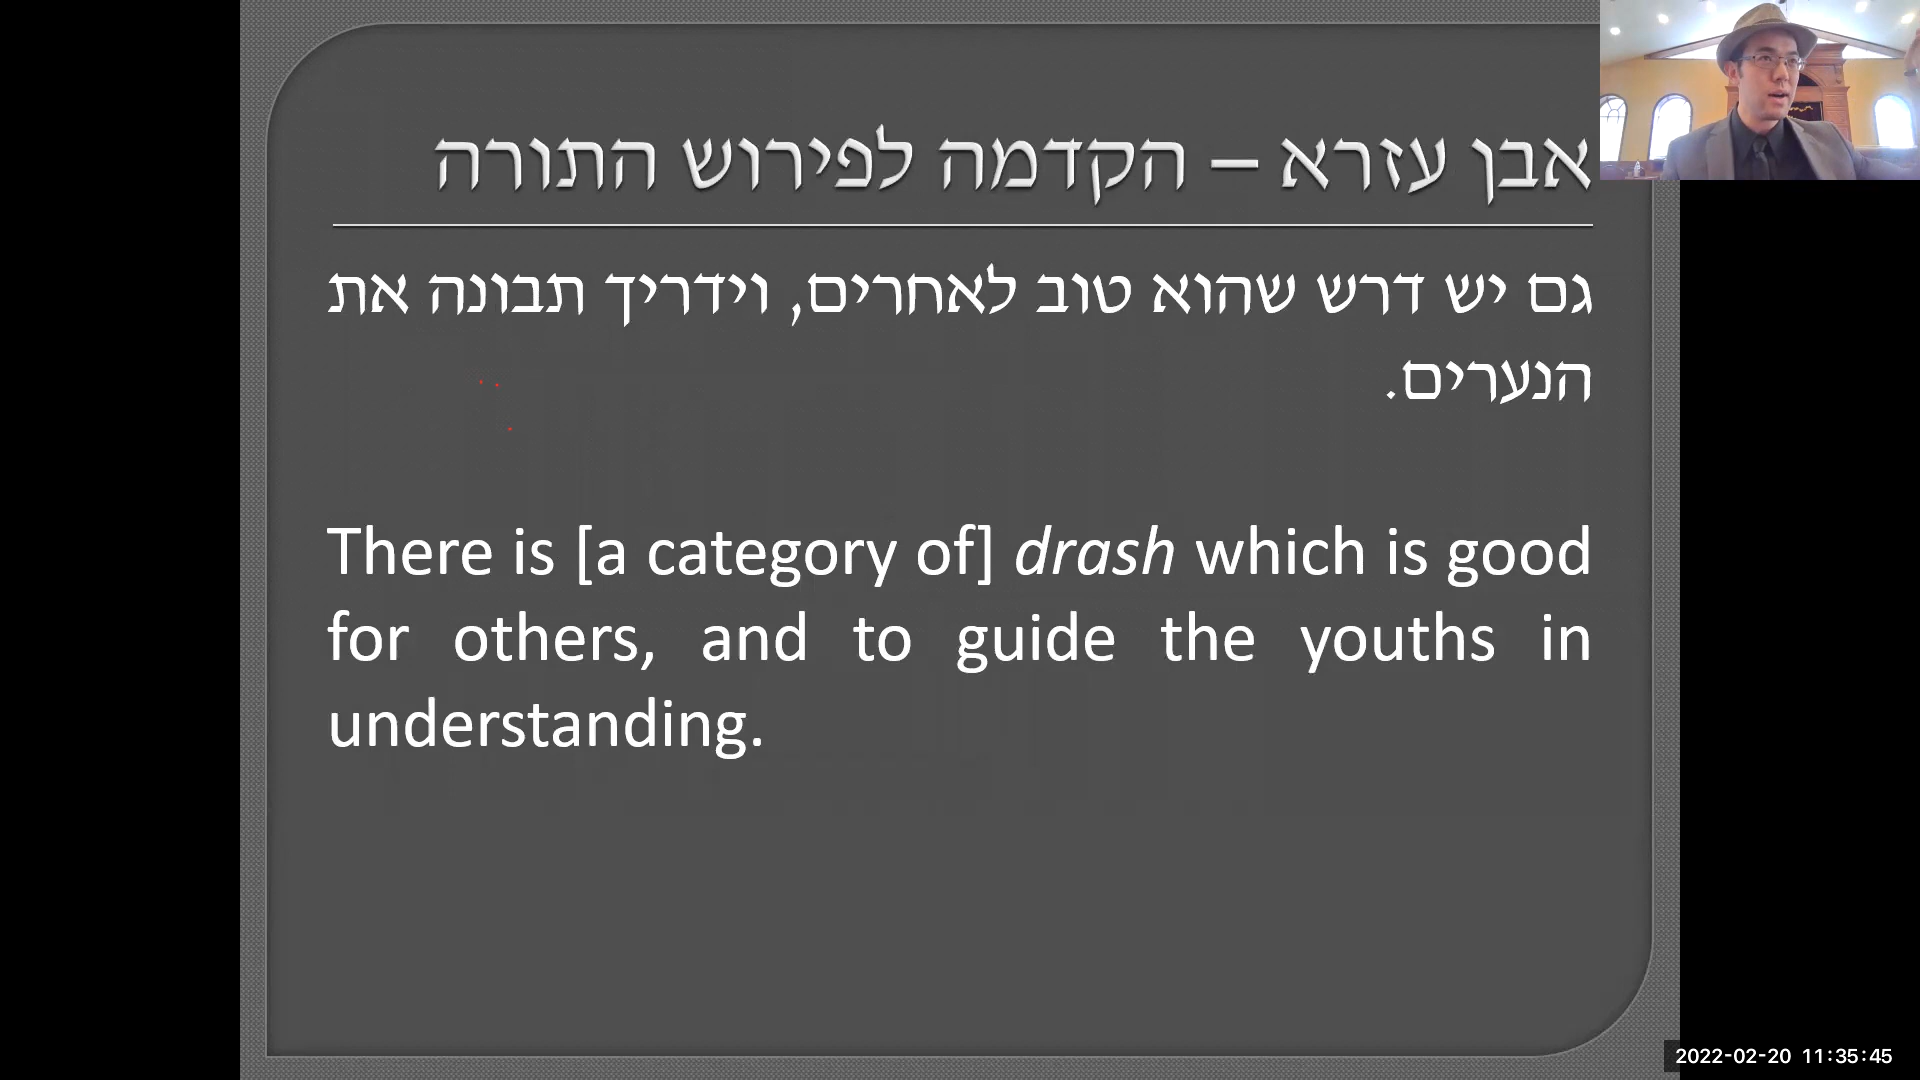 אבן עזרא – הקדמה לפירוש התורה
גם יש דרש שהוא טוב לאחרים, וידריך תבונה את
הנערים.
There is [a category of] drash which is good
for others, and to guide the youths in
understanding.
2022-02-20 11:35:45